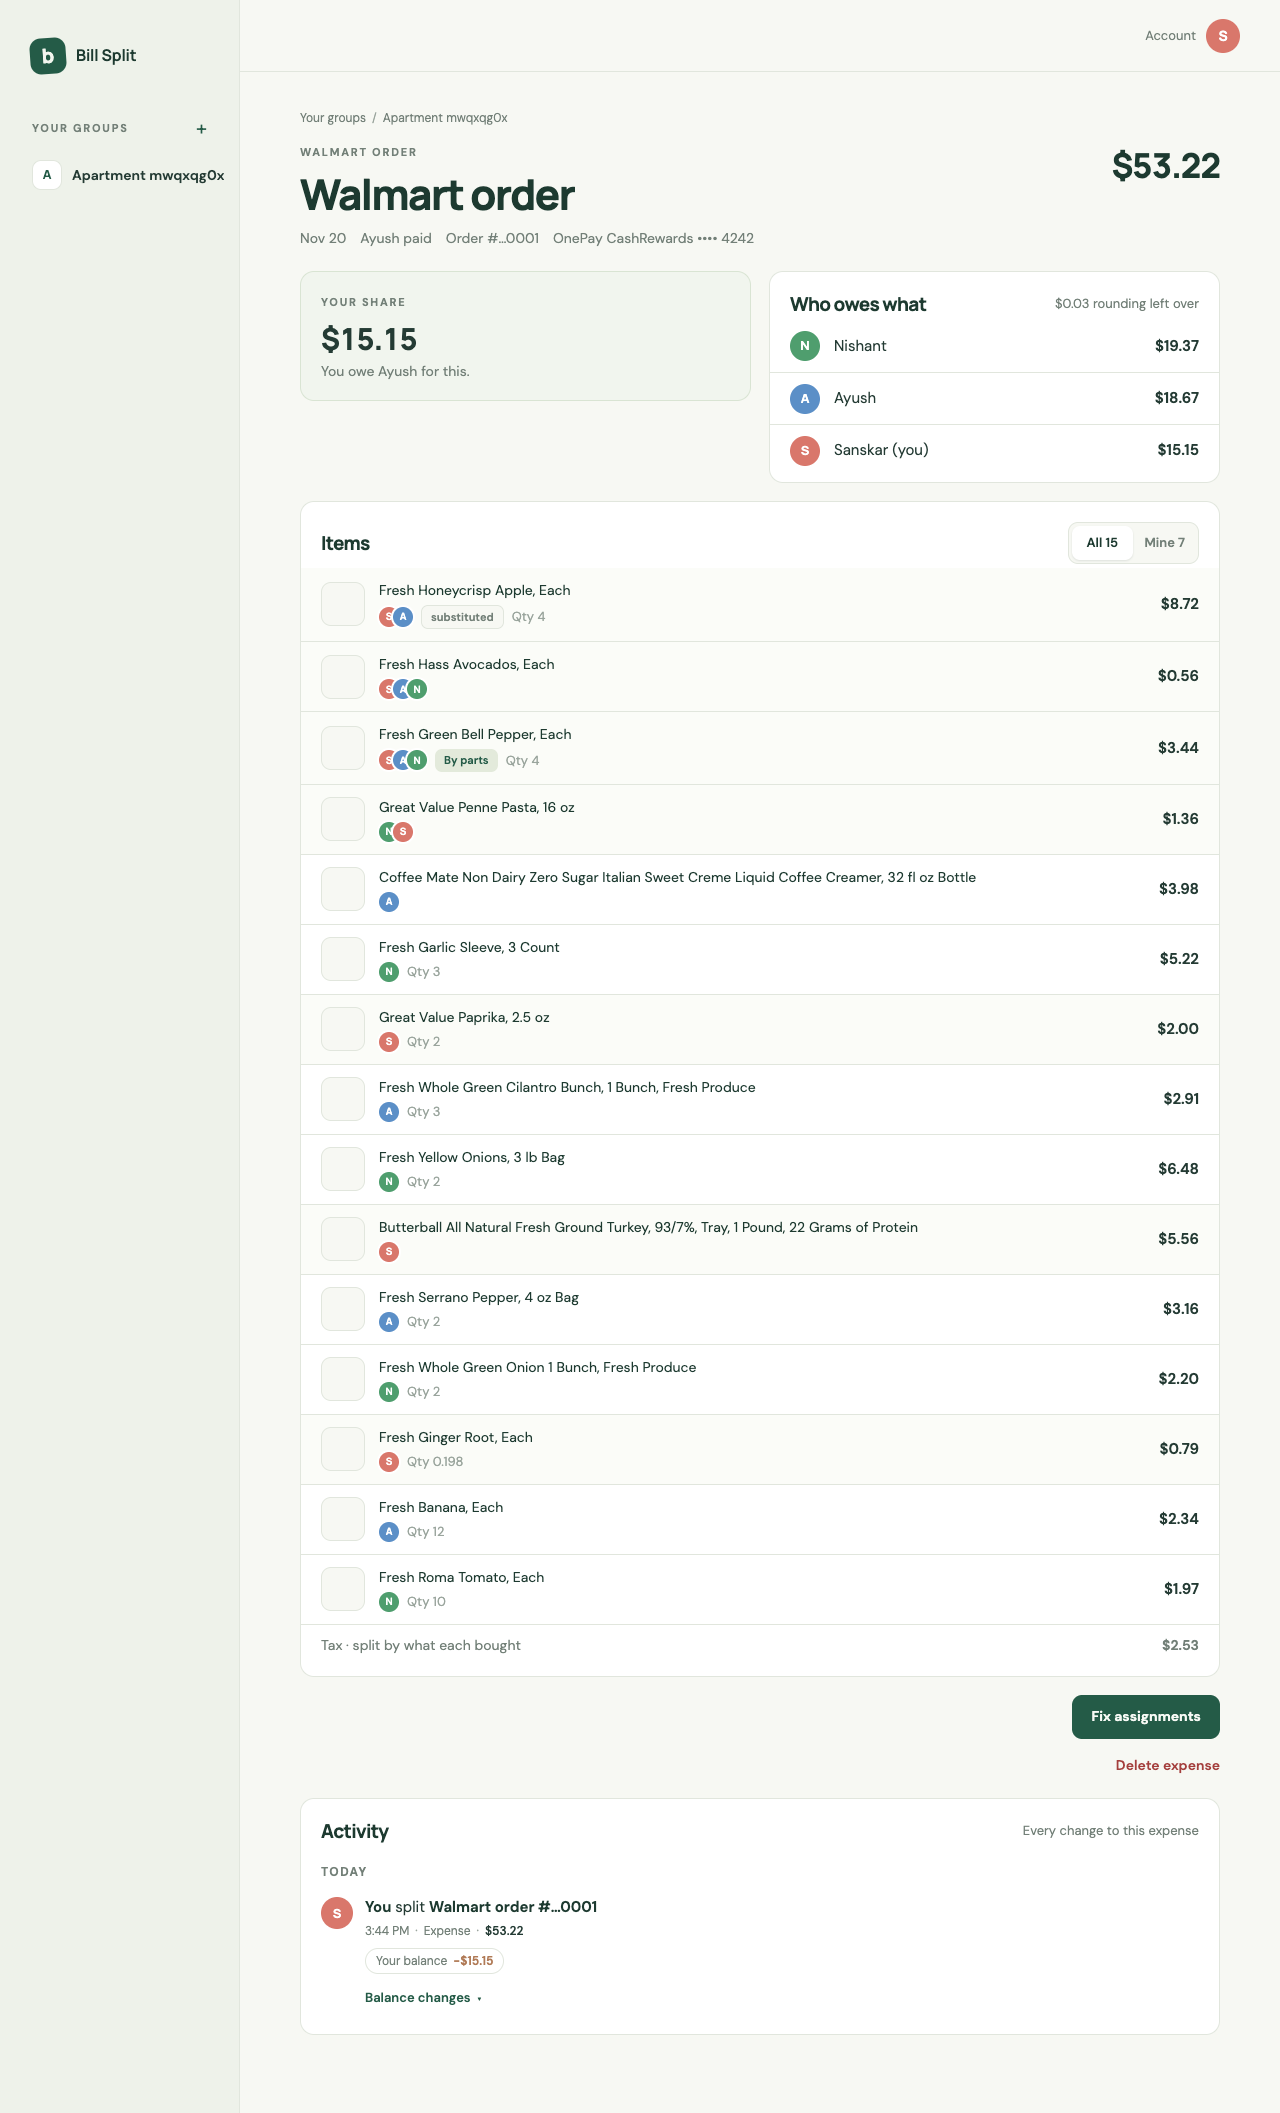 b Bill Split
Account S
YOUR GROUPS +
A Apartment mwqxqg0x
Your groups / Apartment mwqxqg0x
WALMART ORDER
Walmart order
$53.22
Nov 20 Ayush paid Order #…0001 OnePay CashRewards •••• 4242
YOUR SHARE
$15.15
You owe Ayush for this.
Who owes what $0.03 rounding left over
N Nishant $19.37
A Ayush $18.67
S Sanskar (you) $15.15
Items All 15 Mine 7
Fresh Honeycrisp Apple, Each
S A substituted Qty 4 $8.72
Fresh Hass Avocados, Each
S A N $0.56
Fresh Green Bell Pepper, Each
S A N By parts Qty 4 $3.44
Great Value Penne Pasta, 16 oz
N S $1.36
Coffee Mate Non Dairy Zero Sugar Italian Sweet Creme Liquid Coffee Creamer, 32 fl oz Bottle
A $3.98
Fresh Garlic Sleeve, 3 Count
N Qty 3 $5.22
Great Value Paprika, 2.5 oz
S Qty 2 $2.00
Fresh Whole Green Cilantro Bunch, 1 Bunch, Fresh Produce
A Qty 3 $2.91
Fresh Yellow Onions, 3 lb Bag
N Qty 2 $6.48
Butterball All Natural Fresh Ground Turkey, 93/7%, Tray, 1 Pound, 22 Grams of Protein
S $5.56
Fresh Serrano Pepper, 4 oz Bag
A Qty 2 $3.16
Fresh Whole Green Onion 1 Bunch, Fresh Produce
N Qty 2 $2.20
Fresh Ginger Root, Each
S Qty 0.198 $0.79
Fresh Banana, Each
A Qty 12 $2.34
Fresh Roma Tomato, Each
N Qty 10 $1.97
Tax · split by what each bought $2.53
Fix assignments
Delete expense
Activity Every change to this expense
TODAY
S You split Walmart order #…0001
3:44 PM · Expense · $53.22
Your balance −$15.15
Balance changes ▾